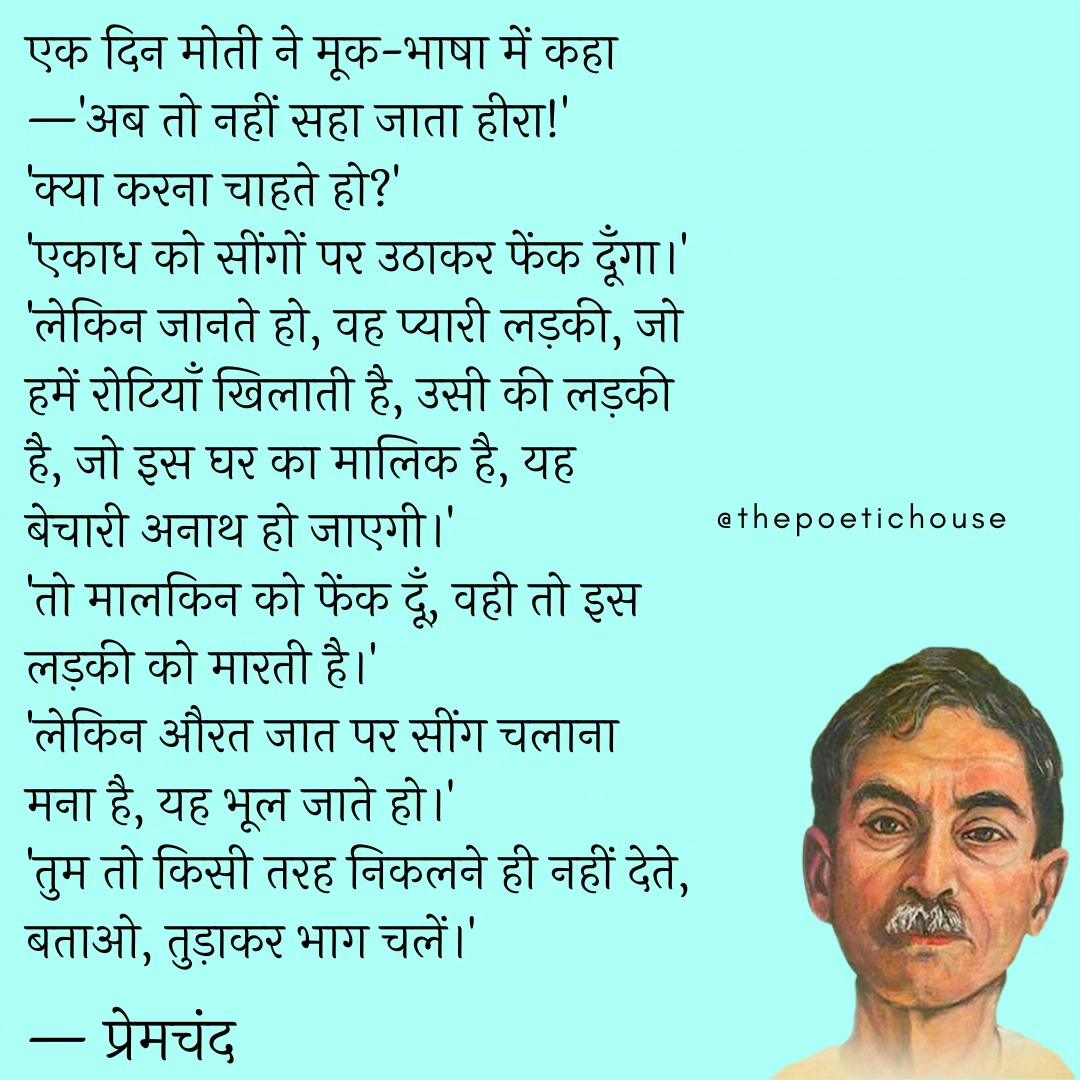 एक दिन मोती ने मूक-भाषा में कहा
—'अब तो नहीं सहा जाता हीरा!'
'क्या करना चाहते हो?'
'एकाध को सींगों पर उठाकर फेंक दूँगा।'
'लेकिन जानते हो, वह प्यारी लड़की, जो
हमें रोटियाँ खिलाती है, उसी की लड़की
है, जो इस घर का मालिक है, यह
बेचारी अनाथ हो जाएगी।'
@thepoetichouse
'तो मालकिन को फेंक दूँ, वही तो इस
लड़की को मारती है।'
'लेकिन औरत जात पर सींग चलाना
मना है, यह भूल जाते हो।'
'तुम तो किसी तरह निकलने ही नहीं देते,
बताओ, तुड़ाकर भाग चलें।'
— प्रेमचंद